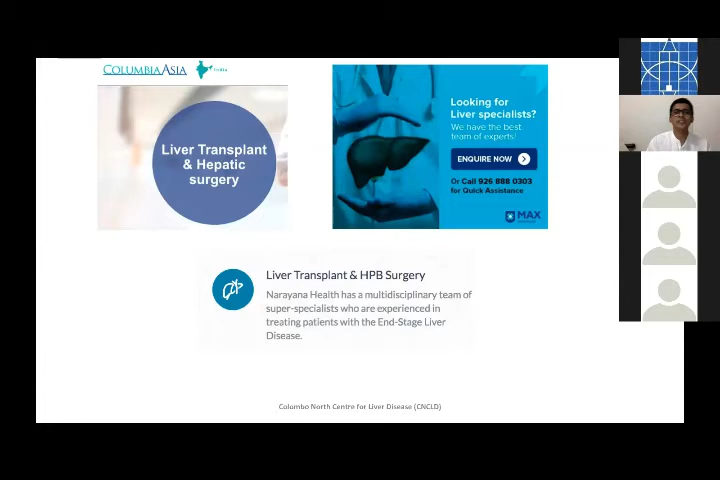 COLUMBIAASIA
India
Liver Transplant
& Hepatic
surgery
Looking for
Liver specialists?
We have the best
team of experts!
ENQUIRE NOW
Or Call 926 888 0303
for Quick Assistance
MAX
Liver Transplant & HPB Surgery
Narayana Health has a multidisciplinary team of
super-specialists who are experienced in
treating patients with the End-Stage Liver
Disease.
Colombo North Centre for Liver Disease (CNCLD)